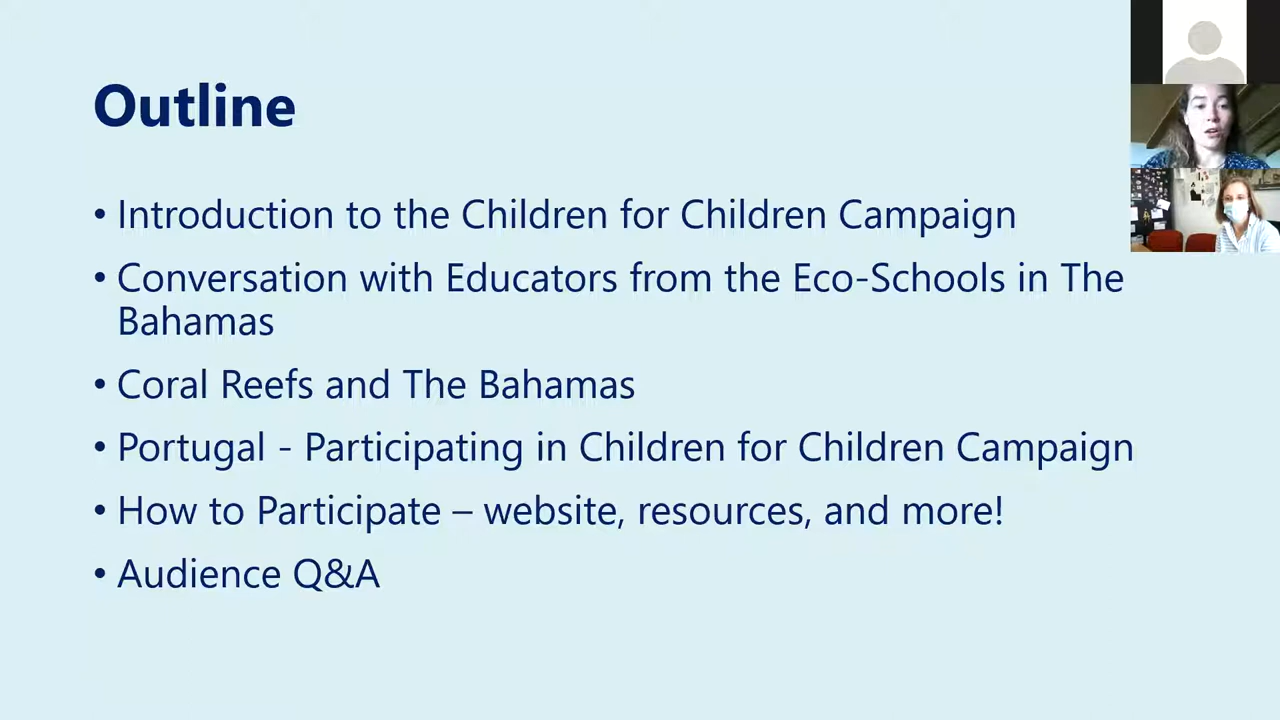 Outline
• Introduction to the Children for Children Campaign
• Conversation with Educators from the Eco-Schools in The
Bahamas
• Coral Reefs and The Bahamas
• Portugal - Participating in Children for Children Campaign
• How to Participate – website, resources, and more!
• Audience Q&A